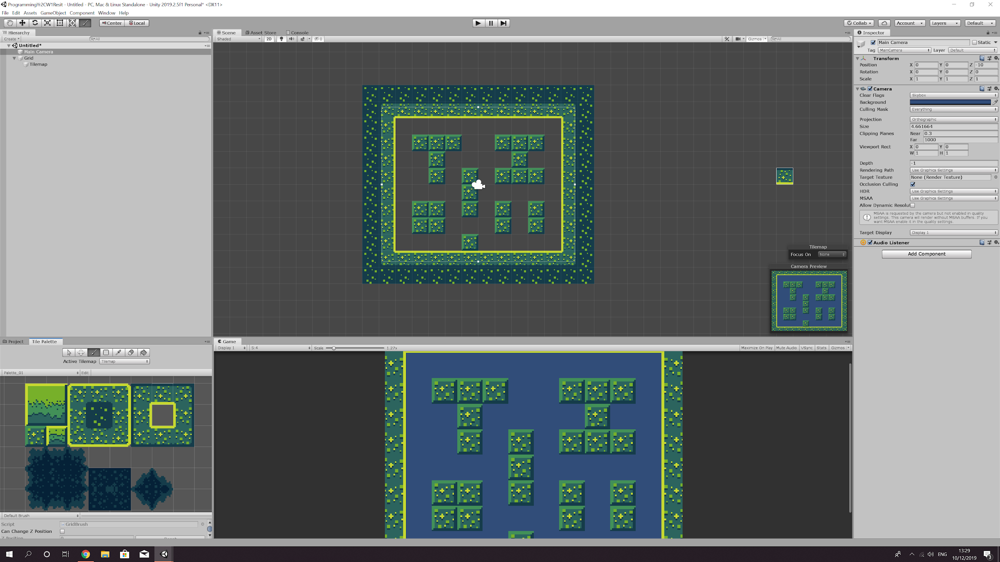 ProgrammingYr2CW1Resit - Untitled - PC, Mac & Linux Standalone - Unity 2019.2.5f1 Personal* <DX11>
File Edit Assets GameObject Component Window Help
Center Local Collab Account Layers Default
Hierarchy
Create All
Untitled*
Main Camera
Grid
Tilemap
Scene Asset Store Console
Shaded 2D 0 Gizmos All
Tilemap
Focus On None
Camera Preview
Inspector
Main Camera Static
Tag MainCamera Layer Default
Transform
Position X 0 Y 0 Z -10
Rotation X 0 Y 0 Z 0
Scale X 1 Y 1 Z 1
Camera
Clear Flags Skybox
Background
Culling Mask Everything
Projection Orthographic
Size 4.661664
Clipping Planes Near 0.3
Far 1000
Viewport Rect X 0 Y 0
W 1 H 1
Depth -1
Rendering Path Use Graphics Settings
Target Texture None (Render Texture)
Occlusion Culling
HDR Use Graphics Settings
MSAA Use Graphics Settings
Allow Dynamic Resolut
MSAA is requested by the camera but not enabled in quality
settings. This camera will render without MSAA buffers. If you
want MSAA enable it in the quality settings.
Target Display Display 1
Audio Listener
Add Component
Project Tile Palette
Active Tilemap Tilemap
Palette_01 Edit
Default Brush
Script GridBrush
Can Change Z Position
Z Position 0 Reset
Game
Display 1 5:4 Scale 1.27x Maximize On Play Mute Audio VSync Stats Gizmos
ENG 13:29
10/12/2019 3